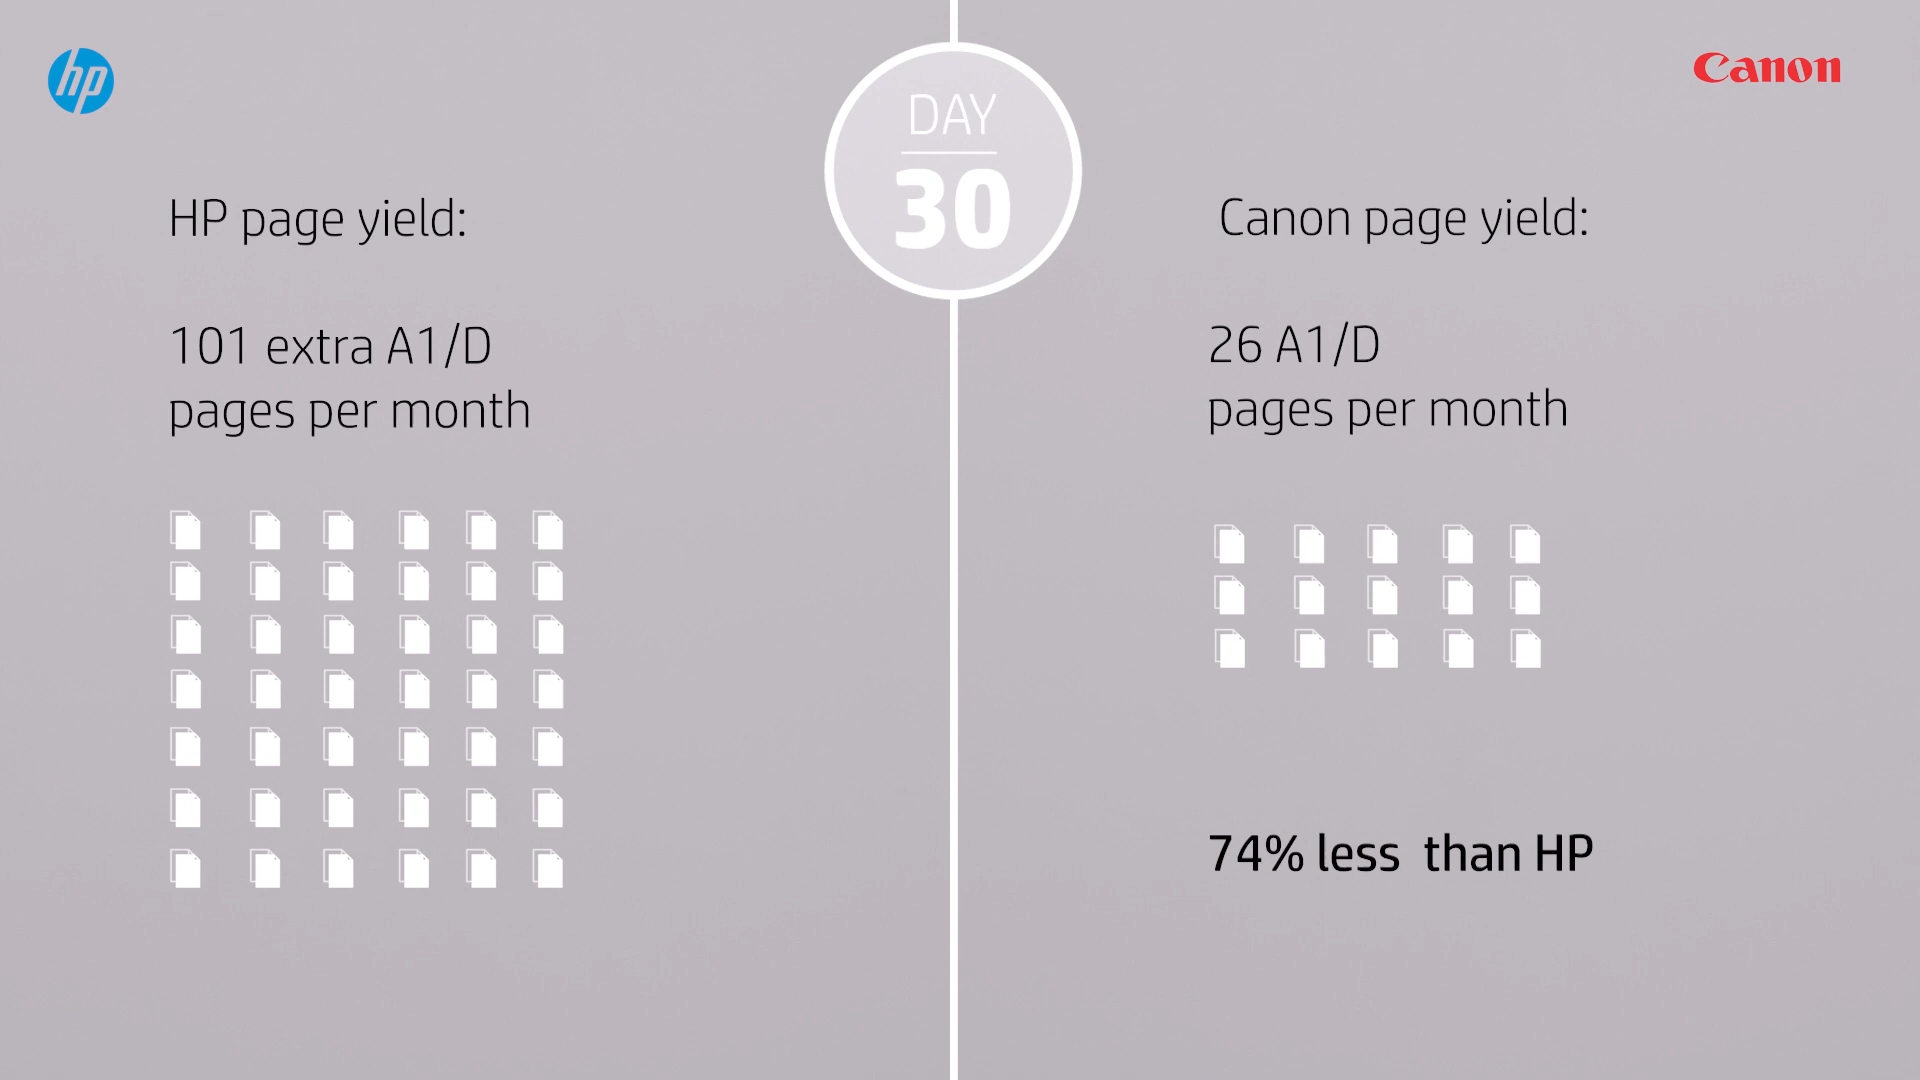 hp
Canon
DAY
30
HP page yield:
101 extra A1/D
pages per month
Canon page yield:
26 A1/D
pages per month
74% less than HP